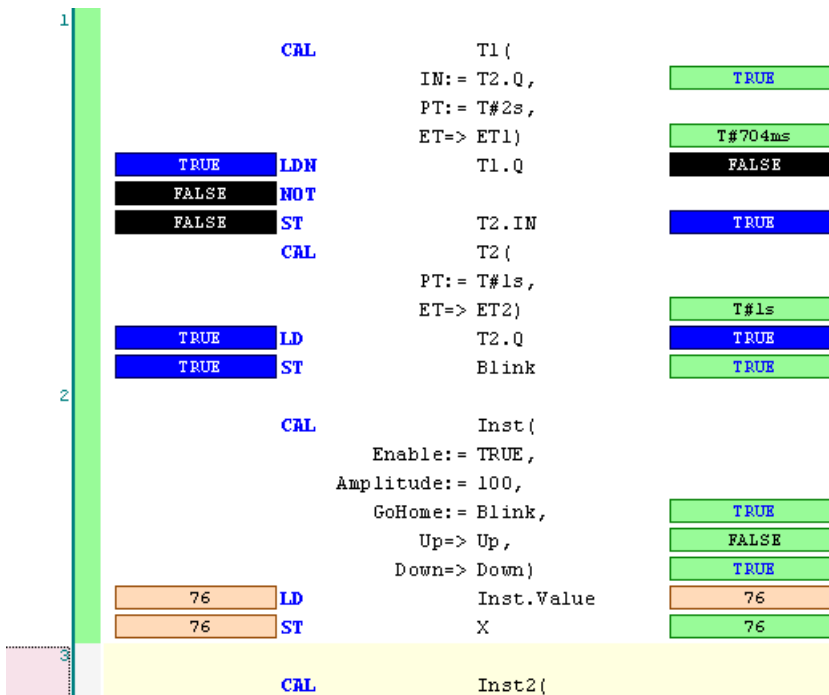 1
CAL T1(
IN:= T2.Q, TRUE
PT:= T#2s,
ET=> ET1) T#704ms
TRUE LDN T1.Q FALSE
FALSE NOT
FALSE ST T2.IN TRUE
CAL T2(
PT:= T#1s,
ET=> ET2) T#1s
TRUE LD T2.Q TRUE
TRUE ST Blink TRUE
2
CAL Inst(
Enable:= TRUE,
Amplitude:= 100,
GoHome:= Blink, TRUE
Up=> Up, FALSE
Down=> Down) TRUE
76 LD Inst.Value 76
76 ST X 76
3
CAL Inst2(